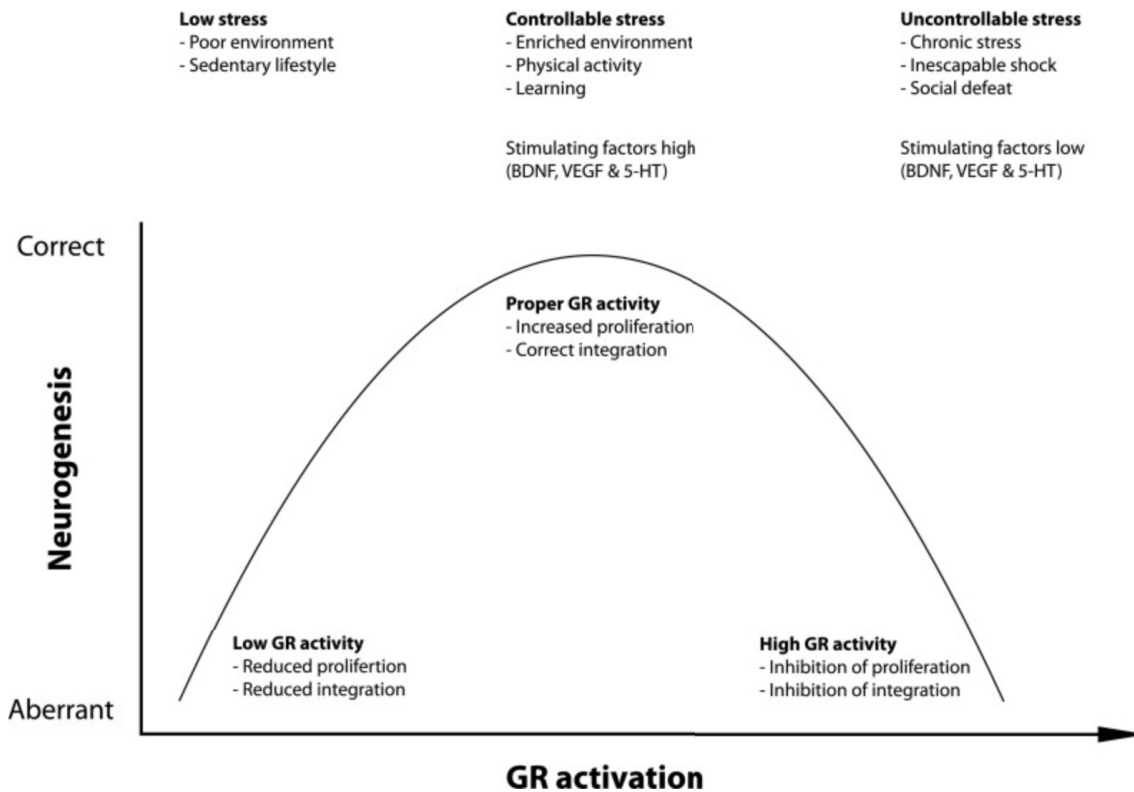 Low stress
- Poor environment
- Sedentary lifestyle
Controllable stress
- Enriched environment
- Physical activity
- Learning
Stimulating factors high
(BDNF, VEGF & 5-HT)
Uncontrollable stress
- Chronic stress
- Inescapable shock
- Social defeat
Stimulating factors low
(BDNF, VEGF & 5-HT)
Correct
Neurogenesis
Aberrant
Proper GR activity
- Increased proliferation
- Correct integration
Low GR activity
- Reduced prolifertion
- Reduced integration
High GR activity
- Inhibition of proliferation
- Inhibition of integration
GR activation